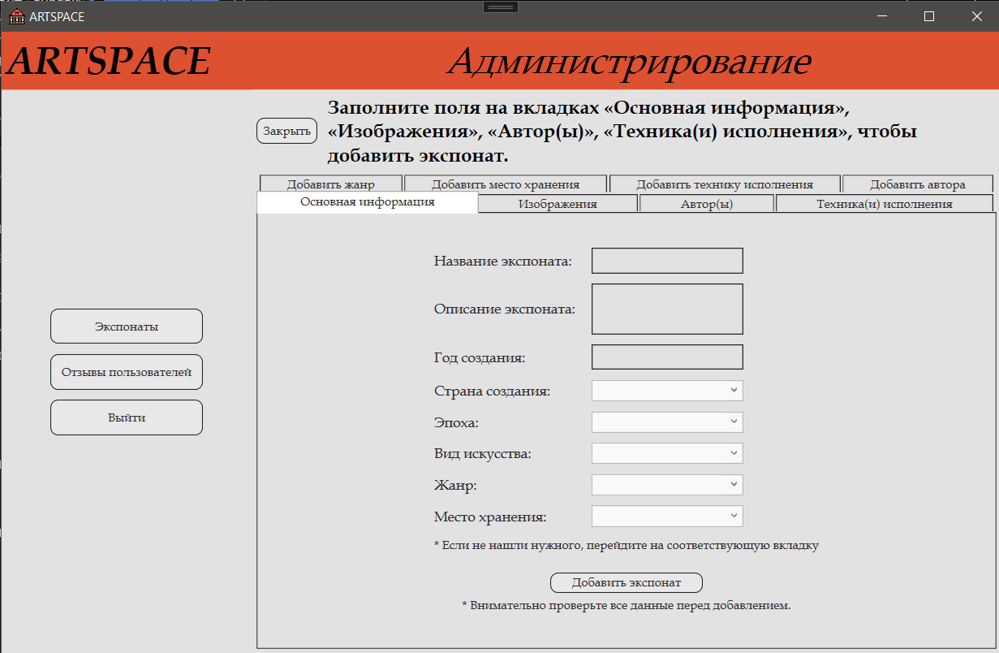 ARTSPACE
ARTSPACE
Администрирование
Заполните поля на вкладках «Основная информация»,
«Изображения», «Автор(ы)», «Техника(и) исполнения», чтобы
добавить экспонат.
Закрыть
Добавить жанр
Добавить место хранения
Добавить технику исполнения
Добавить автора
Основная информация
Изображения
Автор(ы)
Техника(и) исполнения
Экспонаты
Отзывы пользователей
Выйти
Название экспоната:
Описание экспоната:
Год создания:
Страна создания:
Эпоха:
Вид искусства:
Жанр:
Место хранения:
* Если не нашли нужного, перейдите на соответствующую вкладку
Добавить экспонат
* Внимательно проверьте все данные перед добавлением.